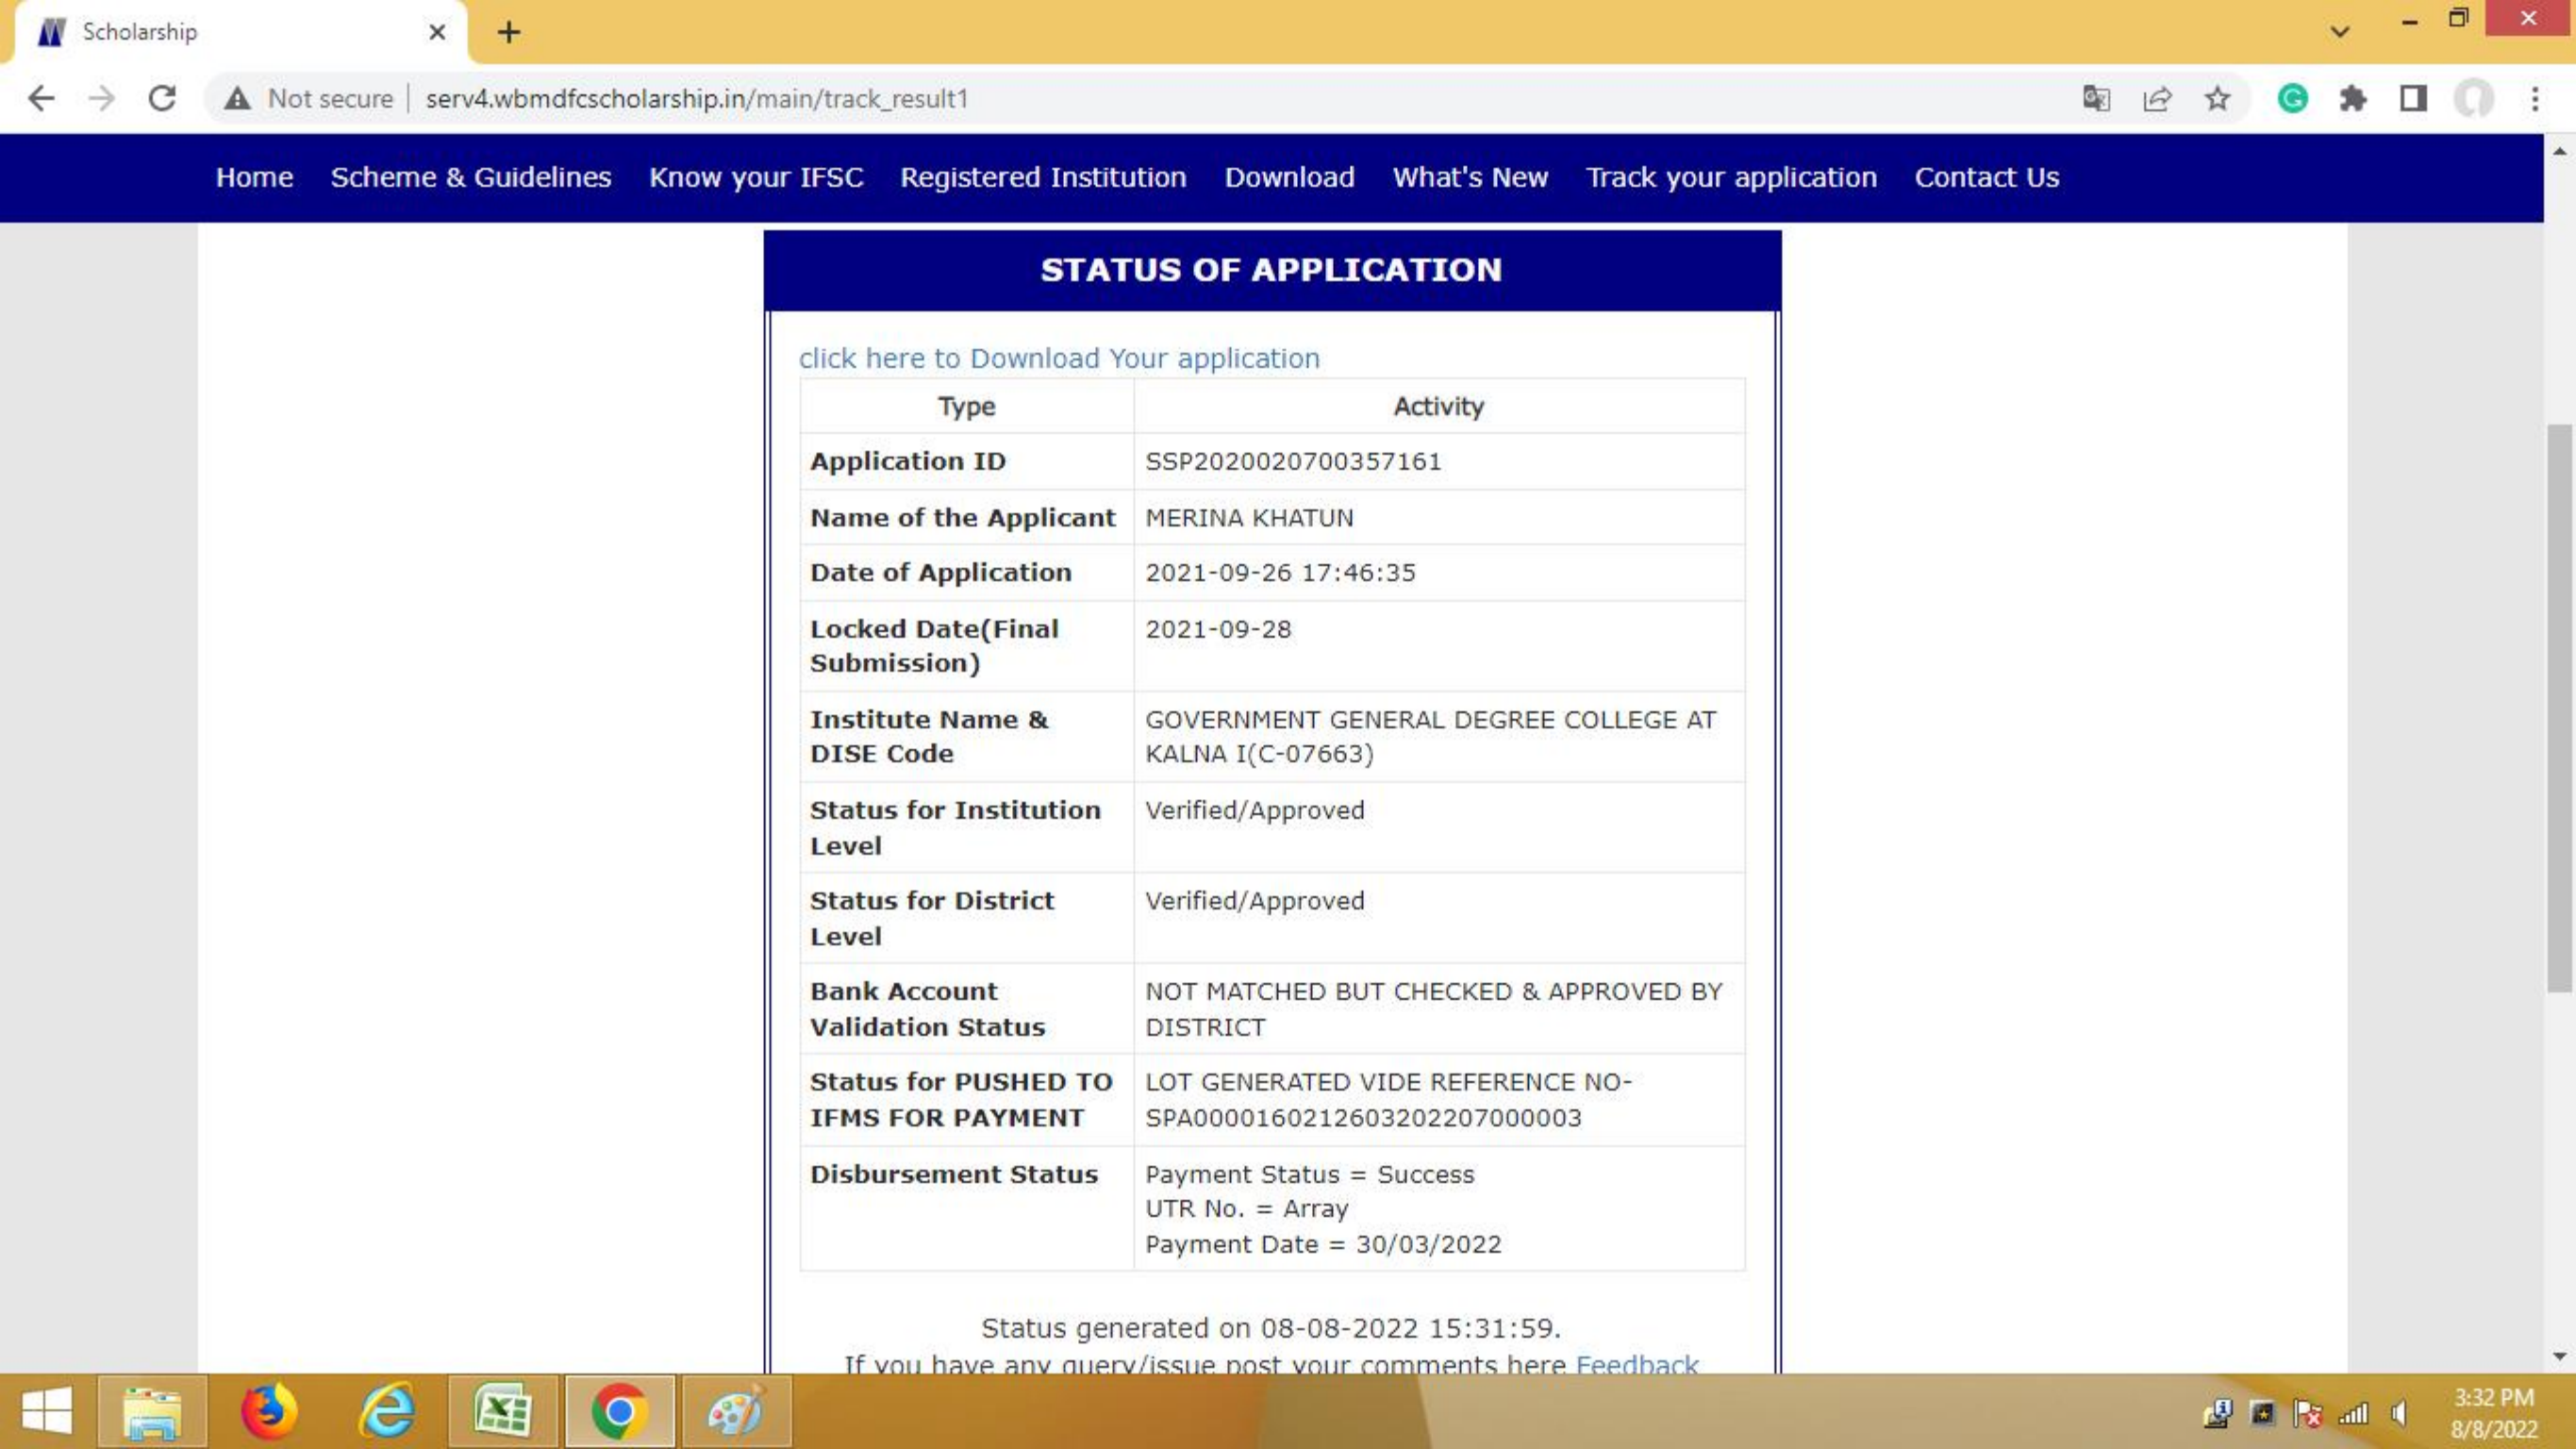 Scholarship
Not secure
serv4.wbmdfcscholarship.in/main/track_result1
Home Scheme & Guidelines Know your IFSC Registered Institution Download What's New Track your application Contact Us
STATUS OF APPLICATION
click here to Download Your application
Type Activity
Application ID SSP2020020700357161
Name of the Applicant MERINA KHATUN
Date of Application 2021-09-26 17:46:35
Locked Date(Final 2021-09-28
Submission)
Institute Name & GOVERNMENT GENERAL DEGREE COLLEGE AT
DISE Code KALNA I(C-07663)
Status for Institution Verified/Approved
Level
Status for District Verified/Approved
Level
Bank Account NOT MATCHED BUT CHECKED & APPROVED BY
Validation Status DISTRICT
Status for PUSHED TO LOT GENERATED VIDE REFERENCE NO-
IFMS FOR PAYMENT SPA0000160212603202207000003
Disbursement Status Payment Status = Success
UTR No. = Array
Payment Date = 30/03/2022
Status generated on 08-08-2022 15:31:59.
If you have any query/issue post your comments here Feedback
3:32 PM
8/8/2022